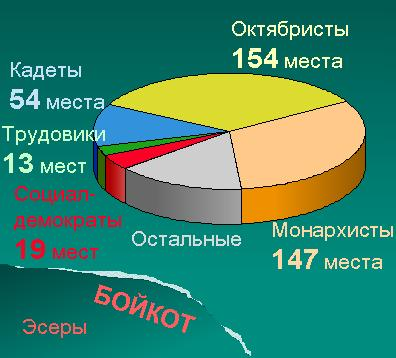 Октябристы
154 места
Кадеты
54 места
Трудовики
13 мест
Социал-
демократы
19 мест
Остальные
Монархисты
147 места
БОЙКОТ
Эсеры